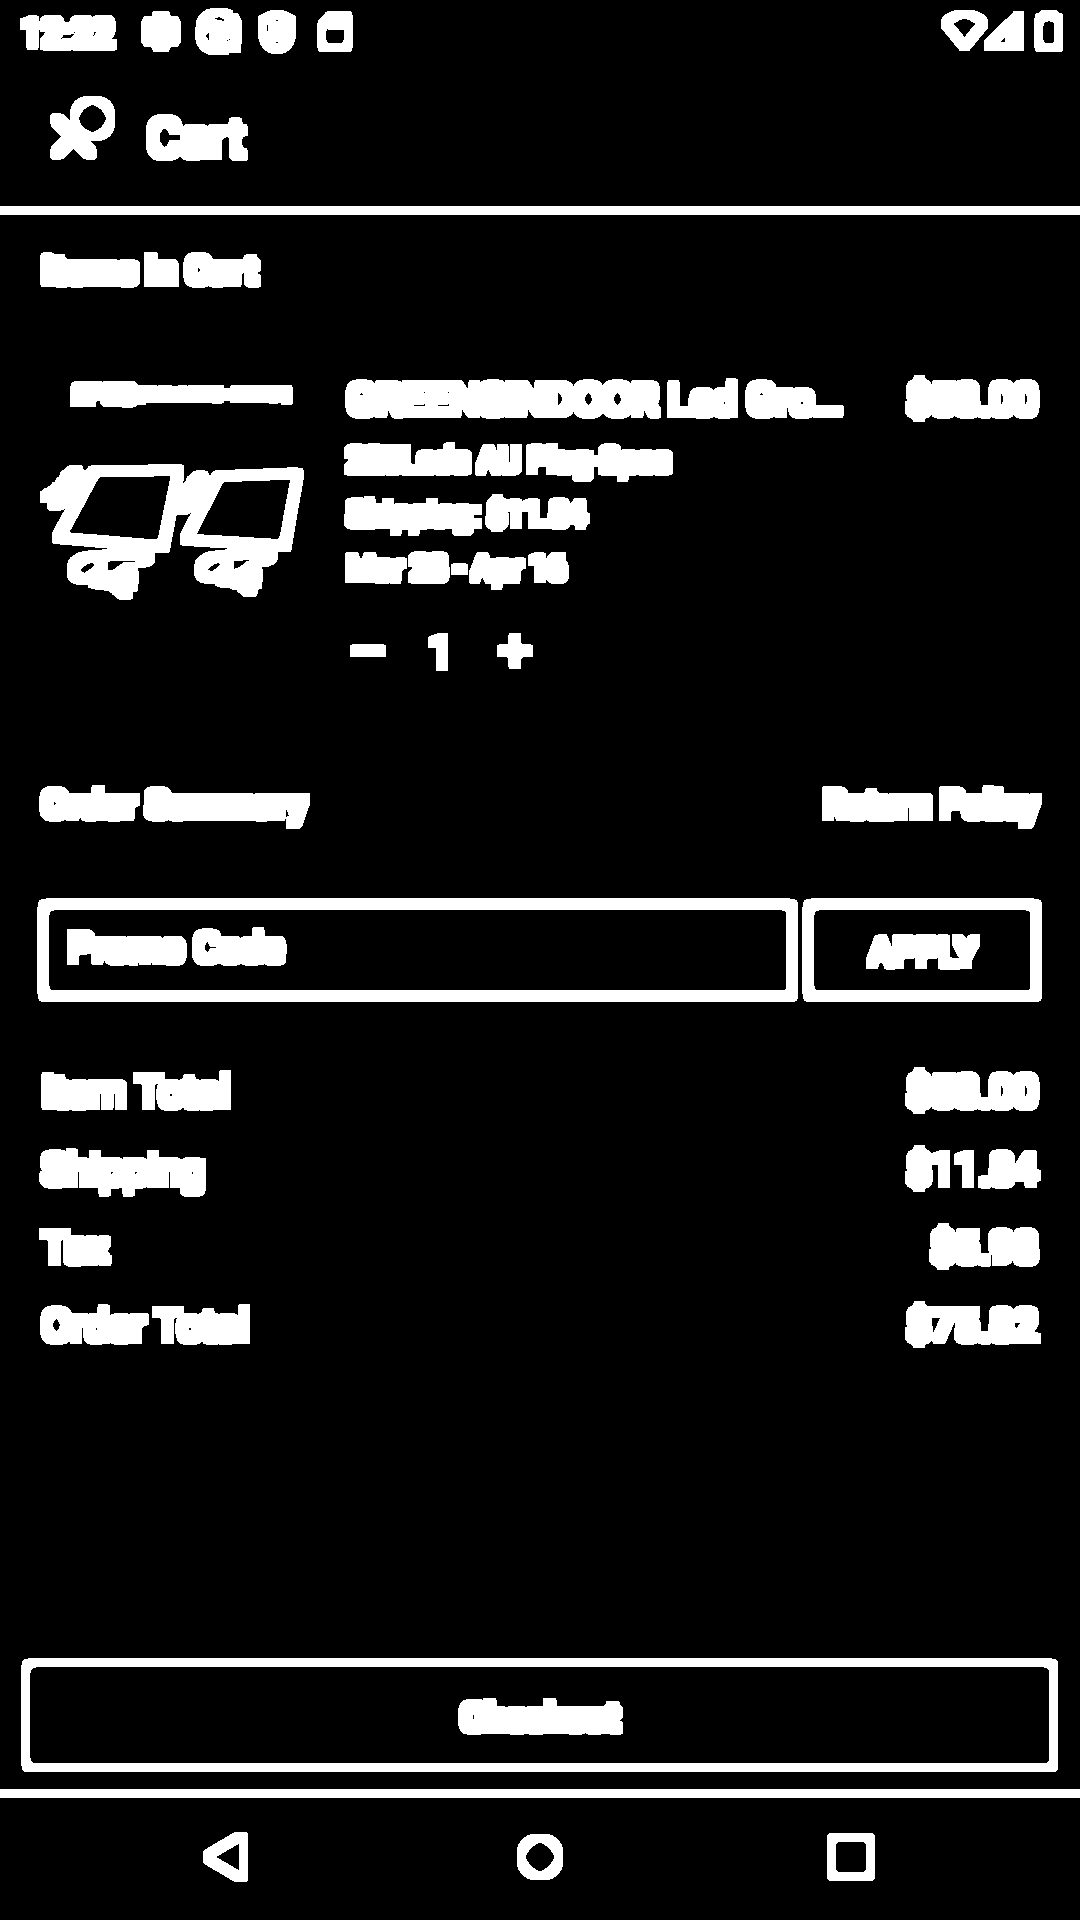 12:22
Cart
Items in Cart
GREENSINDOOR Led Gro...
$58.00
AU Plug
Shipping: $11.84
Mar - Apr 16
− 1 +
Order Summary
Return Policy
Promo Code
APPLY
Item Total
$58.00
Shipping
$11.84
Tax
$5.98
Order Total
$75.82
Checkout